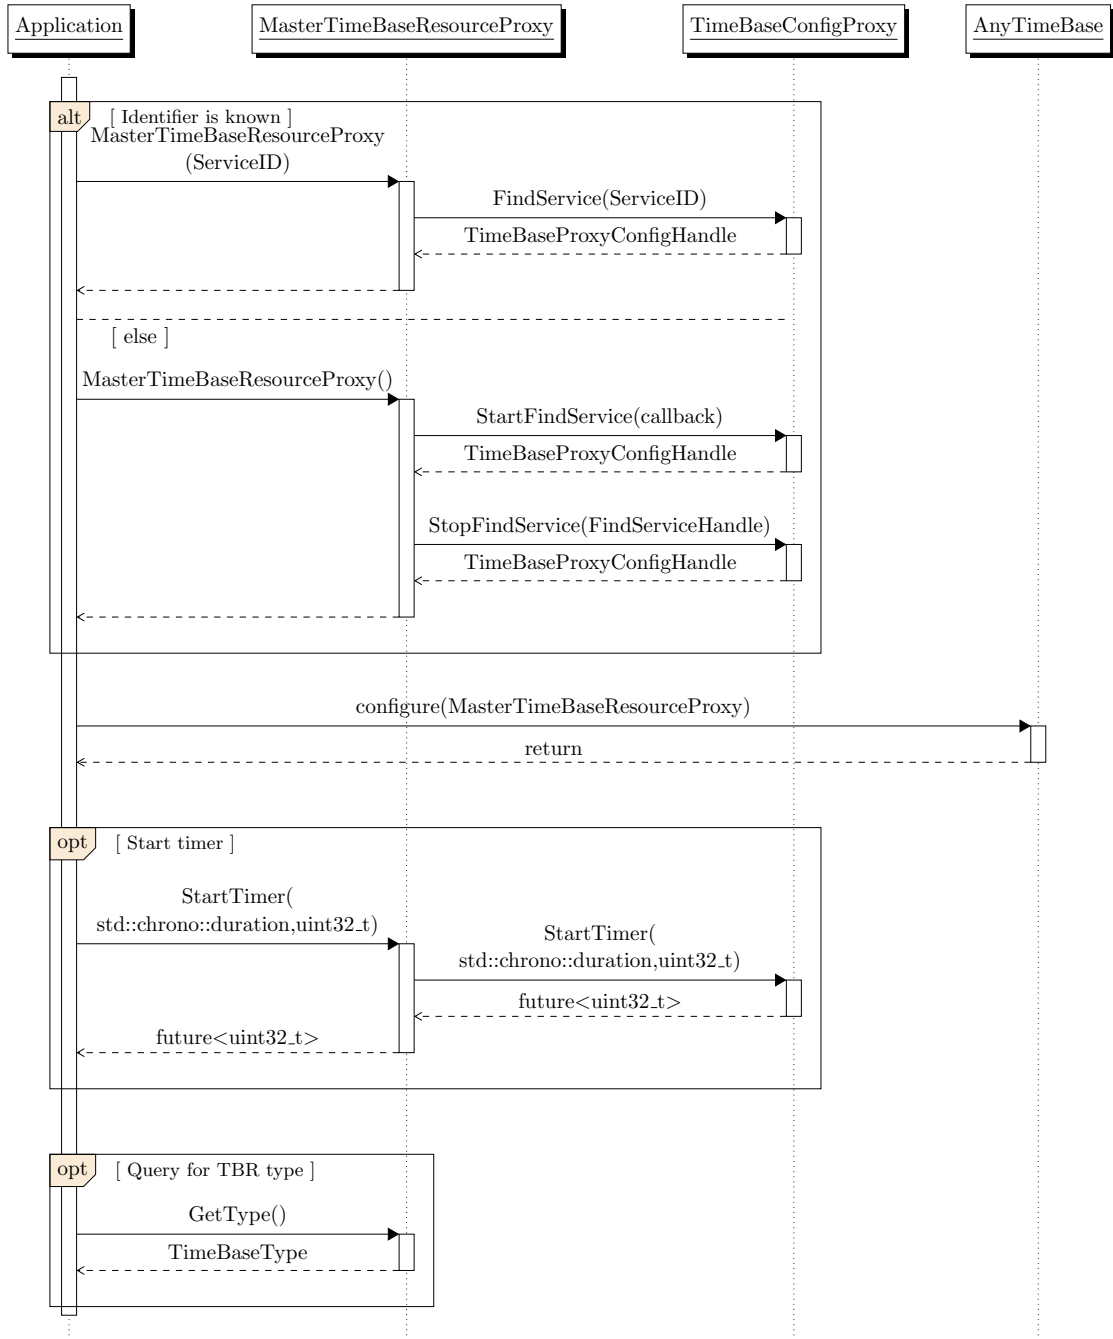 Application
MasterTimeBaseResourceProxy
TimeBaseConfigProxy
AnyTimeBase
alt
[ Identifier is known ]
MasterTimeBaseResourceProxy
(ServiceID)
FindService(ServiceID)
TimeBaseProxyConfigHandle
[ else ]
MasterTimeBaseResourceProxy()
StartFindService(callback)
TimeBaseProxyConfigHandle
StopFindService(FindServiceHandle)
TimeBaseProxyConfigHandle
configure(MasterTimeBaseResourceProxy)
return
opt
[ Start timer ]
StartTimer(
std::chrono::duration,uint32_t)
StartTimer(
std::chrono::duration,uint32_t)
future<uint32_t>
future<uint32_t>
opt
[ Query for TBR type ]
GetType()
TimeBaseType